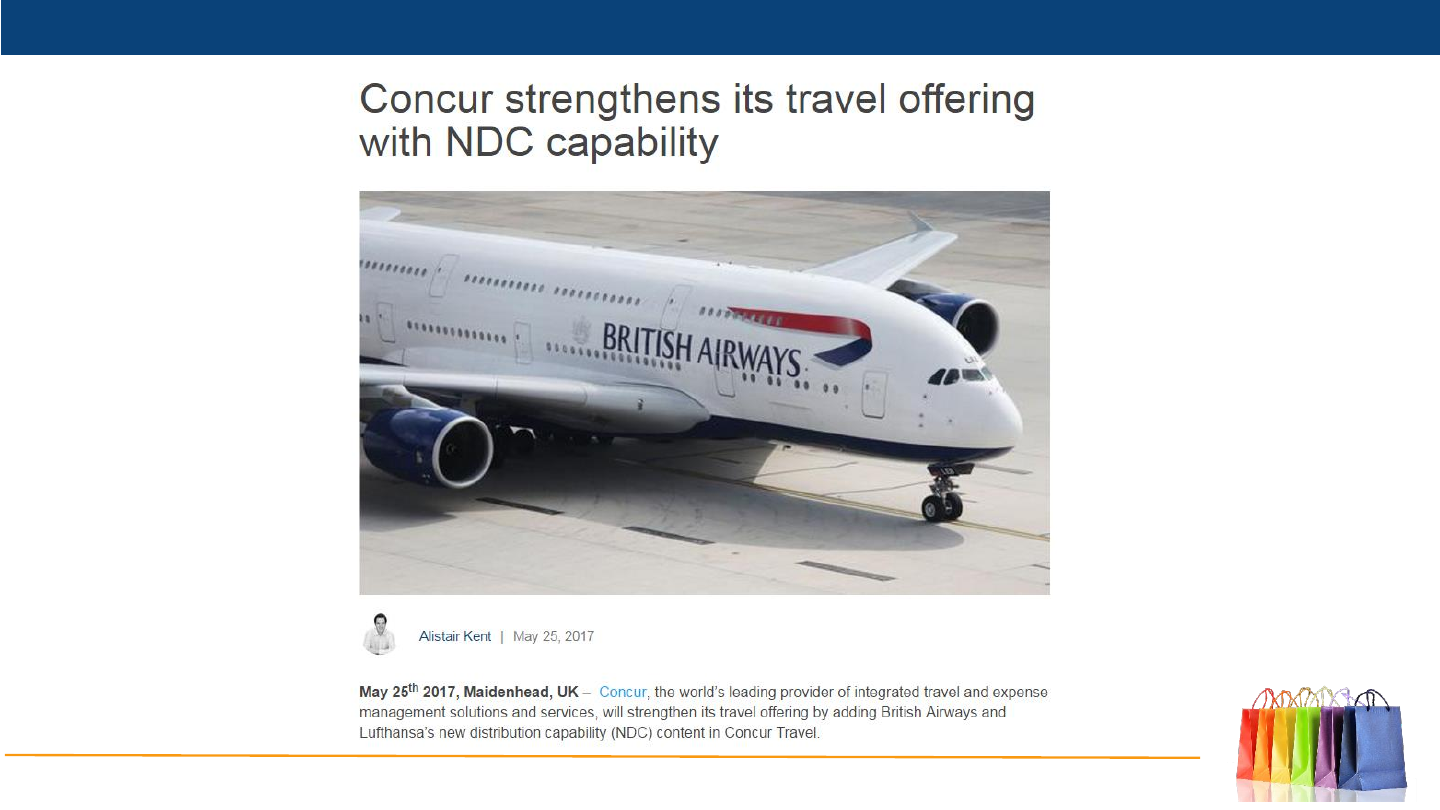 Concur strengthens its travel offering
with NDC capability
BRITISH AIRWAYS
Alistair Kent | May 25, 2017
May 25th 2017, Maidenhead, UK – Concur, the world's leading provider of integrated travel and expense
management solutions and services, will strengthen its travel offering by adding British Airways and
Lufthansa's new distribution capability (NDC) content in Concur Travel.